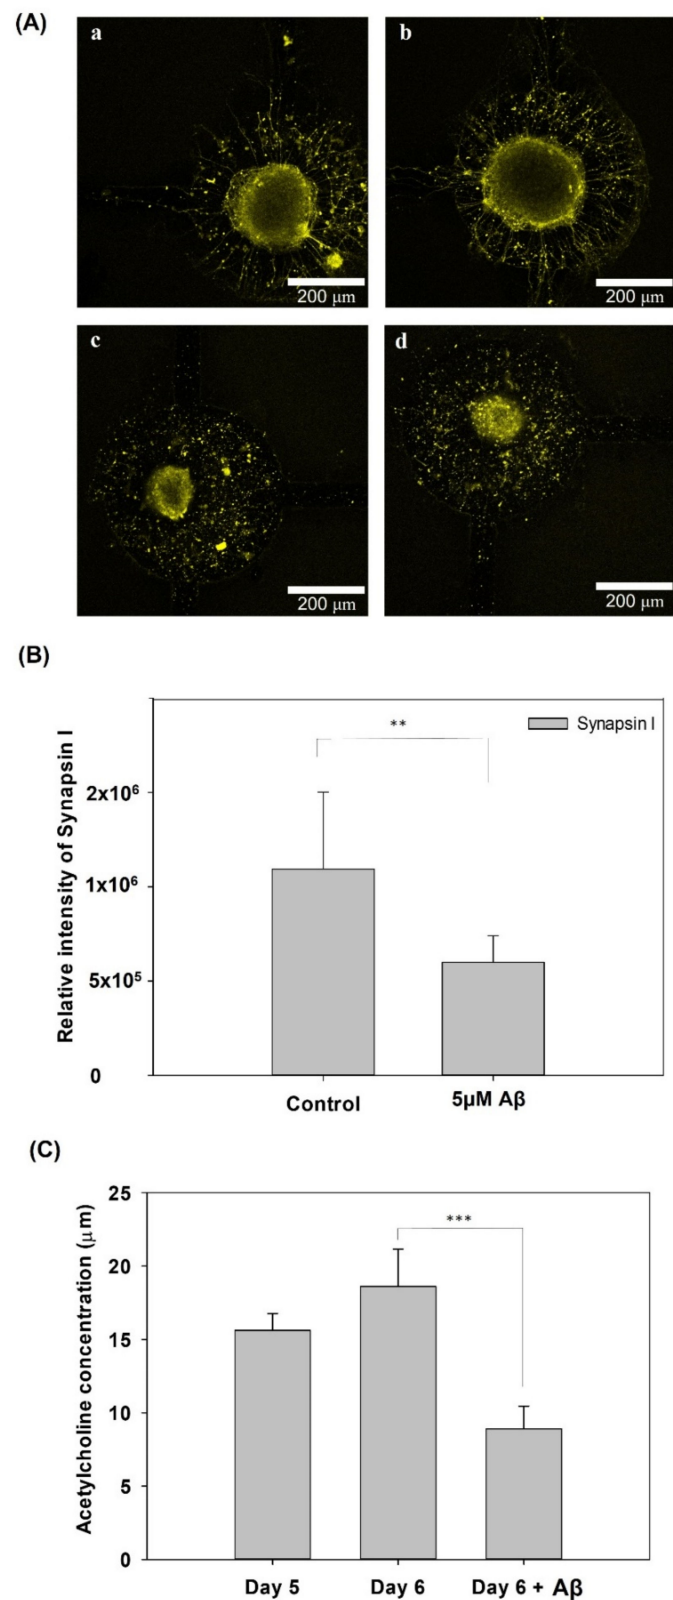 (A)
a
b
200 μm
200 μm
c
d
200 μm
200 μm
(B)
Relative intensity of Synapsin I
** 
Synapsin I
2x10⁶
1x10⁶
5x10⁵
0
Control
5μM Aβ
(C)
Acetylcholine concentration (μm)
25
***
20
15
10
5
0
Day 5
Day 6
Day 6 + Aβ